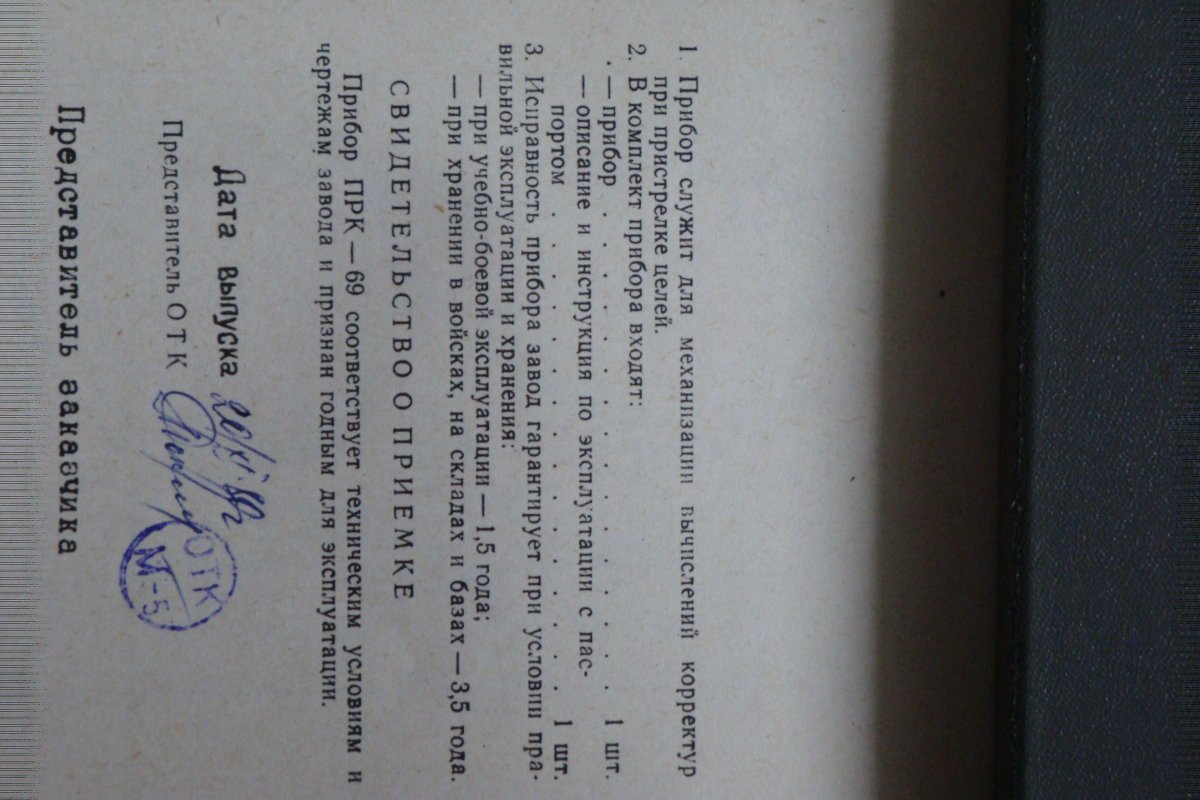 1. Прибор служит для механизации вычислений корректур
при пристрелке целей.
2. В комплект прибора входят:
— прибор . . . . . . . . . . . . 1 шт.
— описание и инструкция по эксплуатации с пас-
портом . . . . . . . . . . . . 1 шт.
3. Исправность прибора завод гарантирует при условии пра-
вильной эксплуатации и хранения:
— при учебно-боевой эксплуатации — 1,5 года;
— при хранении в войсках, на складах и базах — 3,5 года.
СВИДЕТЕЛЬСТВО О ПРИЕМКЕ
Прибор ПРК — 69 соответствует техническим условиям и
чертежам завода и признан годным для эксплуатации.
Дата выпуска
Представитель ОТК
ОТК
М-5
Представитель заказчика